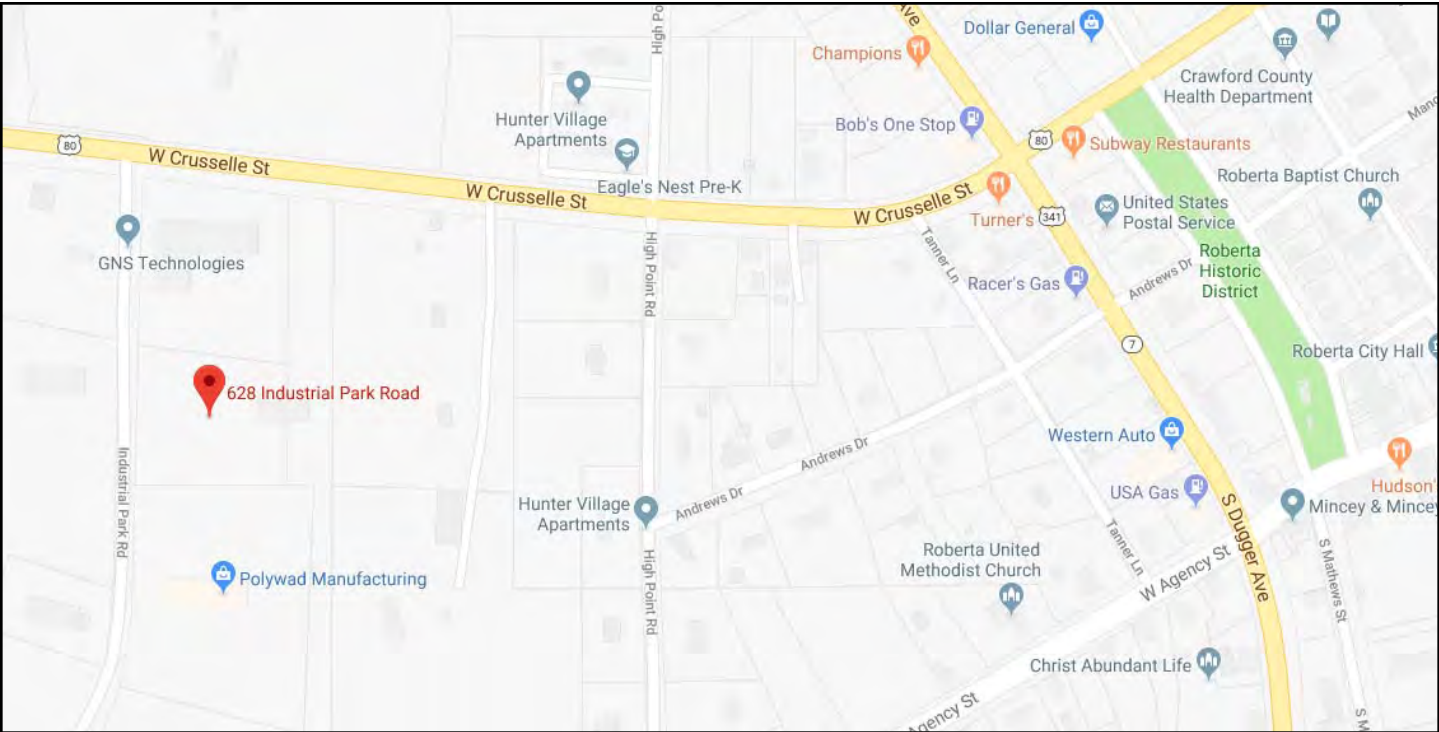 High Po
Ave
Dollar General
Champions
Crawford County
Health Department
Hunter Village
Apartments
Bob's One Stop
80
Subway Restaurants
80
W Crusselle St
Eagle's Nest Pre-K
W Crusselle St
W Crusselle St
Roberta Baptist Church
United States
Postal Service
Turner's
341
GNS Technologies
High Point Rd
Tanner Ln
Roberta
Historic
District
Andrews Dr
Racer's Gas
7
Roberta City Hall
628 Industrial Park Road
Industrial Park Rd
Western Auto
Andrews Dr
Andrews Dr
USA Gas
Hudson'
Mincey & Mincey
Hunter Village
Apartments
S Dugger Ave
Tanner Ln
W Agency St
Roberta United
Methodist Church
High Point Rd
S Mathews St
Polywad Manufacturing
Christ Abundant Life
Agency St
S M